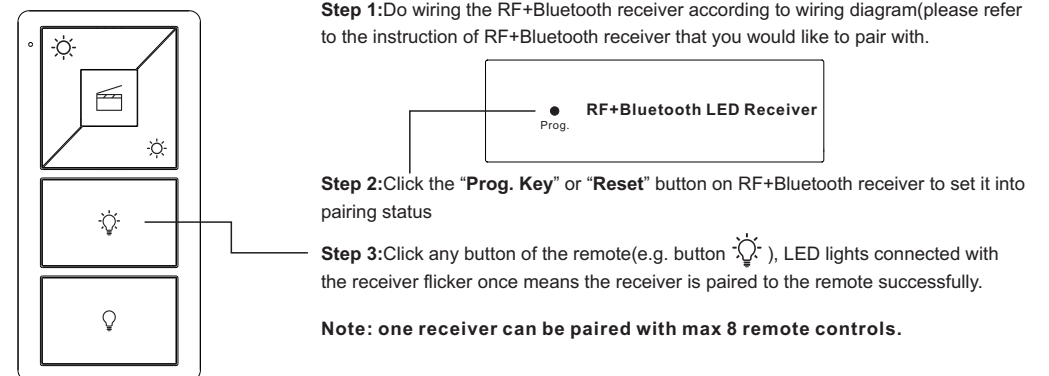 Step 1:Do wiring the RF+Bluetooth receiver according to wiring diagram(please refer
to the instruction of RF+Bluetooth receiver that you would like to pair with.
RF+Bluetooth LED Receiver
Prog.
Step 2:Click the “Prog. Key” or “Reset” button on RF+Bluetooth receiver to set it into
pairing status
Step 3:Click any button of the remote(e.g. button ), LED lights connected with
the receiver flicker once means the receiver is paired to the remote successfully.
Note: one receiver can be paired with max 8 remote controls.